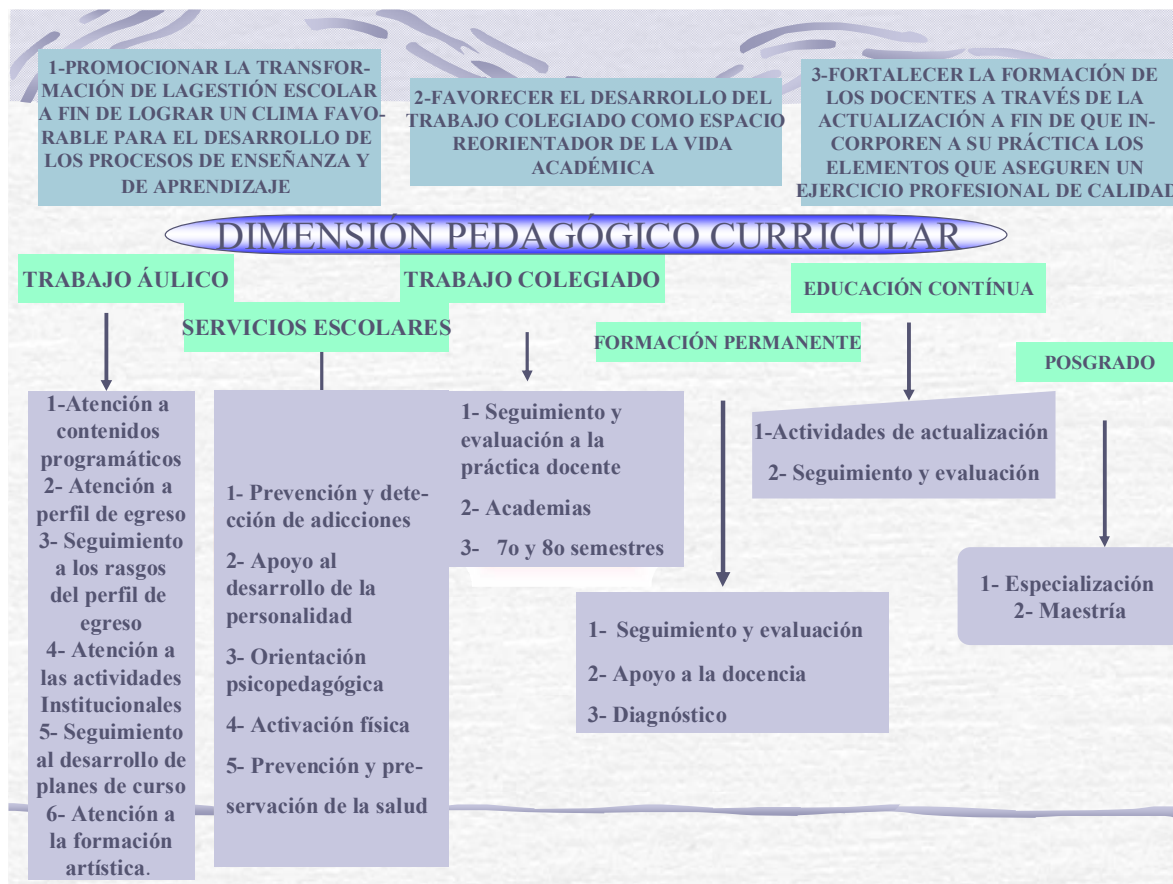 1-PROMOCIONAR LA TRANSFOR-
MACIÓN DE LAGESTIÓN ESCOLAR
A FIN DE LOGRAR UN CLIMA FAVO-
RABLE PARA EL DESARROLLO DE
LOS PROCESOS DE ENSEÑANZA Y
DE APRENDIZAJE
2-FAVORECER EL DESARROLLO DEL
TRABAJO COLEGIADO COMO ESPACIO
REORIENTADOR DE LA VIDA
ACADÉMICA
3-FORTALECER LA FORMACIÓN DE
LOS DOCENTES A TRAVÉS DE LA
ACTUALIZACIÓN A FIN DE QUE IN-
CORPOREN A SU PRÁCTICA LOS
ELEMENTOS QUE ASEGUREN UN
EJERCICIO PROFESIONAL DE CALIDAD
DIMENSIÓN PEDAGÓGICO CURRICULAR
TRABAJO ÁULICO
SERVICIOS ESCOLARES
TRABAJO COLEGIADO
FORMACIÓN PERMANENTE
EDUCACIÓN CONTÍNUA
POSGRADO
1-Atención a
contenidos
programáticos
2- Atención a
perfil de egreso
3- Seguimiento
a los rasgos
del perfil de
egreso
4- Atención a
las actividades
Institucionales
5- Seguimiento
al desarrollo de
planes de curso
6- Atención a
la formación
artística.
1- Prevención y dete-
cción de adicciones
2- Apoyo al
desarrollo de la
personalidad
3- Orientación
psicopedagógica
4- Activación física
5- Prevención y pre-
servación de la salud
1- Seguimiento y
evaluación a la
práctica docente
2- Academias
3- 7o y 8o semestres
1- Seguimiento y evaluación
2- Apoyo a la docencia
3- Diagnóstico
1-Actividades de actualización
2- Seguimiento y evaluación
1- Especialización
2- Maestría